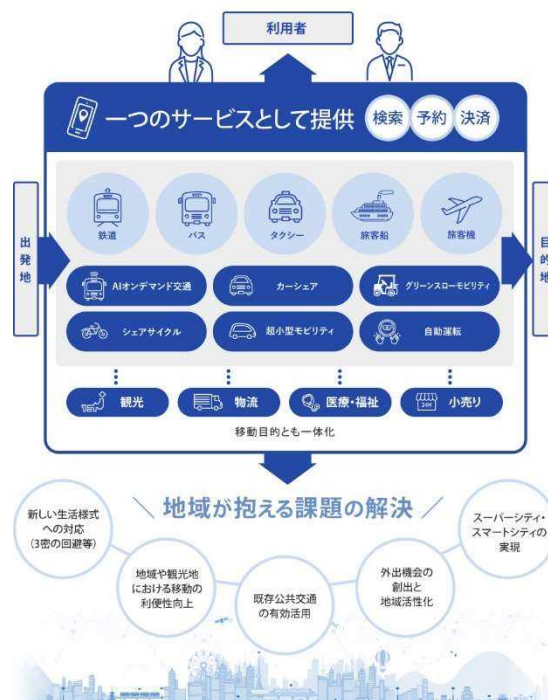 利用者
一つのサービスとして提供
検索
予約
決済
出発地
目的地
鉄道
バス
タクシー
旅客船
旅客機
AIオンデマンド交通
カーシェア
グリーンスローモビリティ
シェアサイクル
超小型モビリティ
自動運転
観光
物流
医療・福祉
24H
小売り
移動目的とも一体化
地域が抱える課題の解決
新しい生活様式
への対応
(3密の回避等)
地域や観光地
における移動の
利便性向上
既存公共交通
の有効活用
外出機会の
創出と
地域活性化
スーパーシティ・
スマートシティの
実現